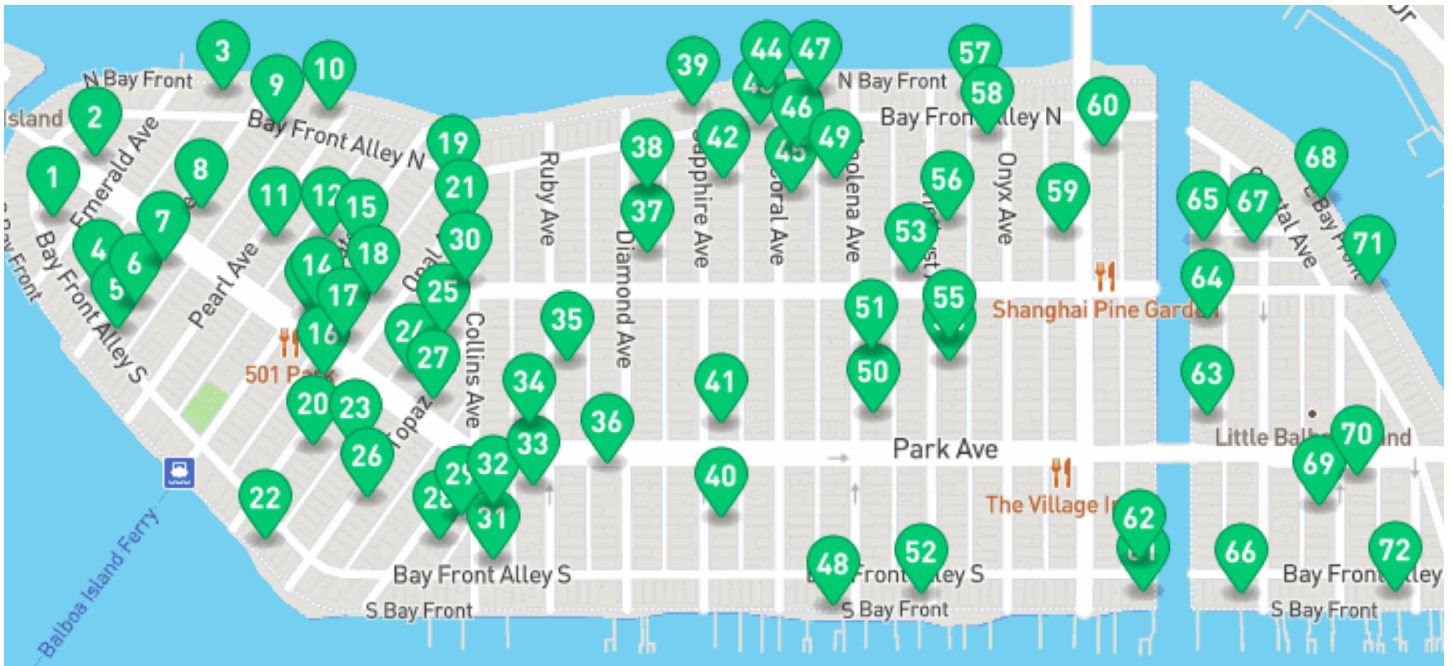 3
N Bay Front
9
10
44
47
57
39
43
N Bay Front
58
Island
2
Bay Front Alley N
46
Bay Front Alley N
60
Emerald Ave
19
38
42
45
49
1
8
Ruby Ave
Sapphire Ave
Coral Ave
Apolena Ave
68
11
12
15
21
37
56
Onyx Ave
59
65
67
Crystal Ave
E Bay Front
7
4
6
5
Pearl Ave
14
18
17
Opal
30
Diamond Ave
53
71
Bay Front
Bay Front Alley S
25
51
55
Shanghai Pine Garden
64
16
501 Park
24
27
Collins Ave
35
34
41
50
63
20
23
Topaz
36
33
Park Ave
Little Balboa Island
70
69
26
32
29
28
31
40
The Village Inn
22
48
52
62
61
66
72
Bay Front Alley S
Bay Front Alley S
Bay Front Alley
S Bay Front
S Bay Front
S Bay Front
Balboa Island Ferry
Dr